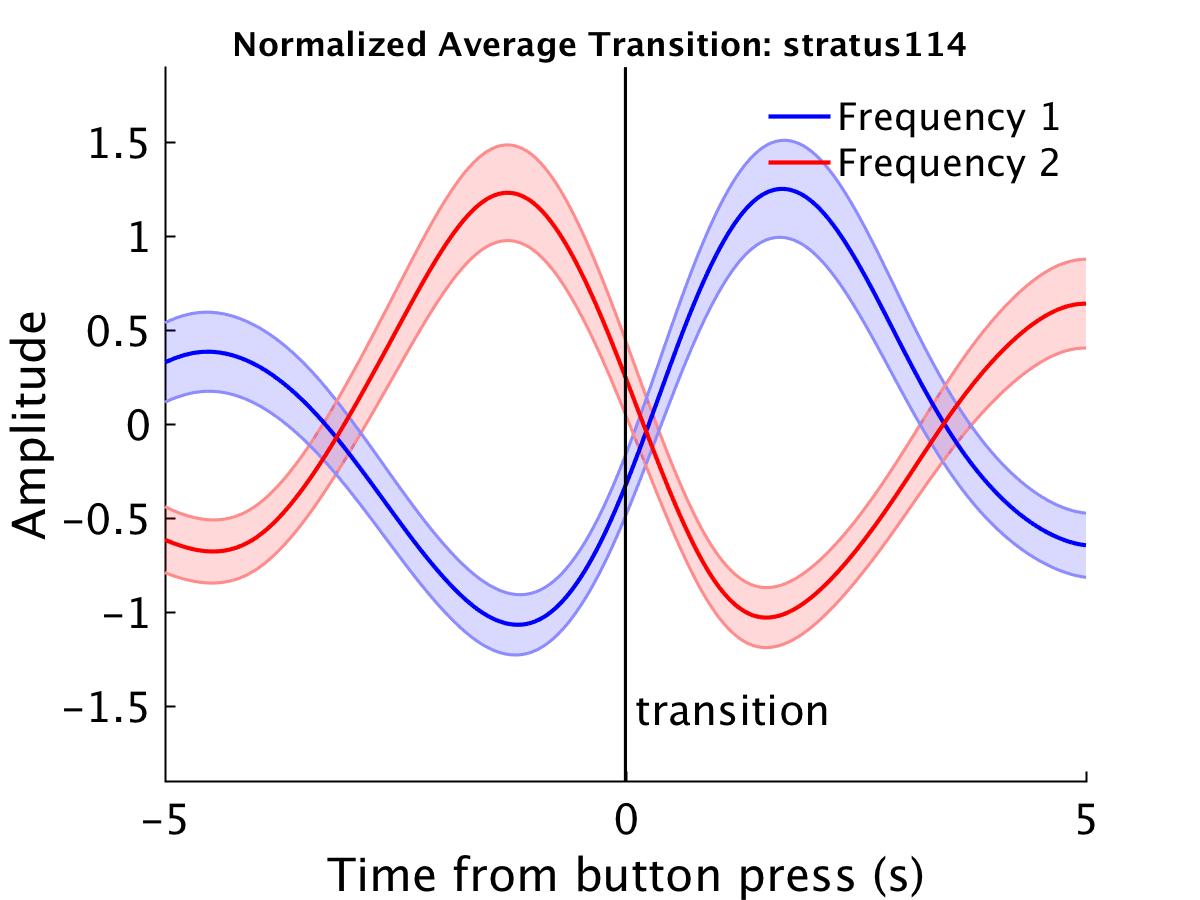 Normalized Average Transition: stratus114
Frequency 1
Frequency 2
1.5
1
0.5
0
−0.5
−1
−1.5
Amplitude
transition
−5
0
5
Time from button press (s)